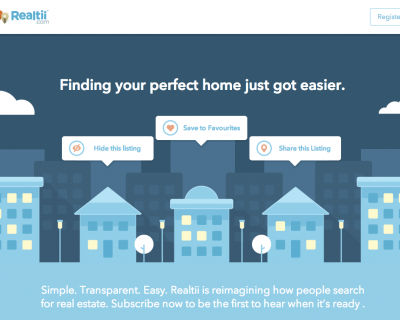 Realtii
.com
Register
Finding your perfect home just got easier.
Save to Favourites
Hide this listing
Share this Listing
Simple. Transparent. Easy. Realtii is reimagining how people search
for real estate. Subscribe now to be the first to hear when it's ready .